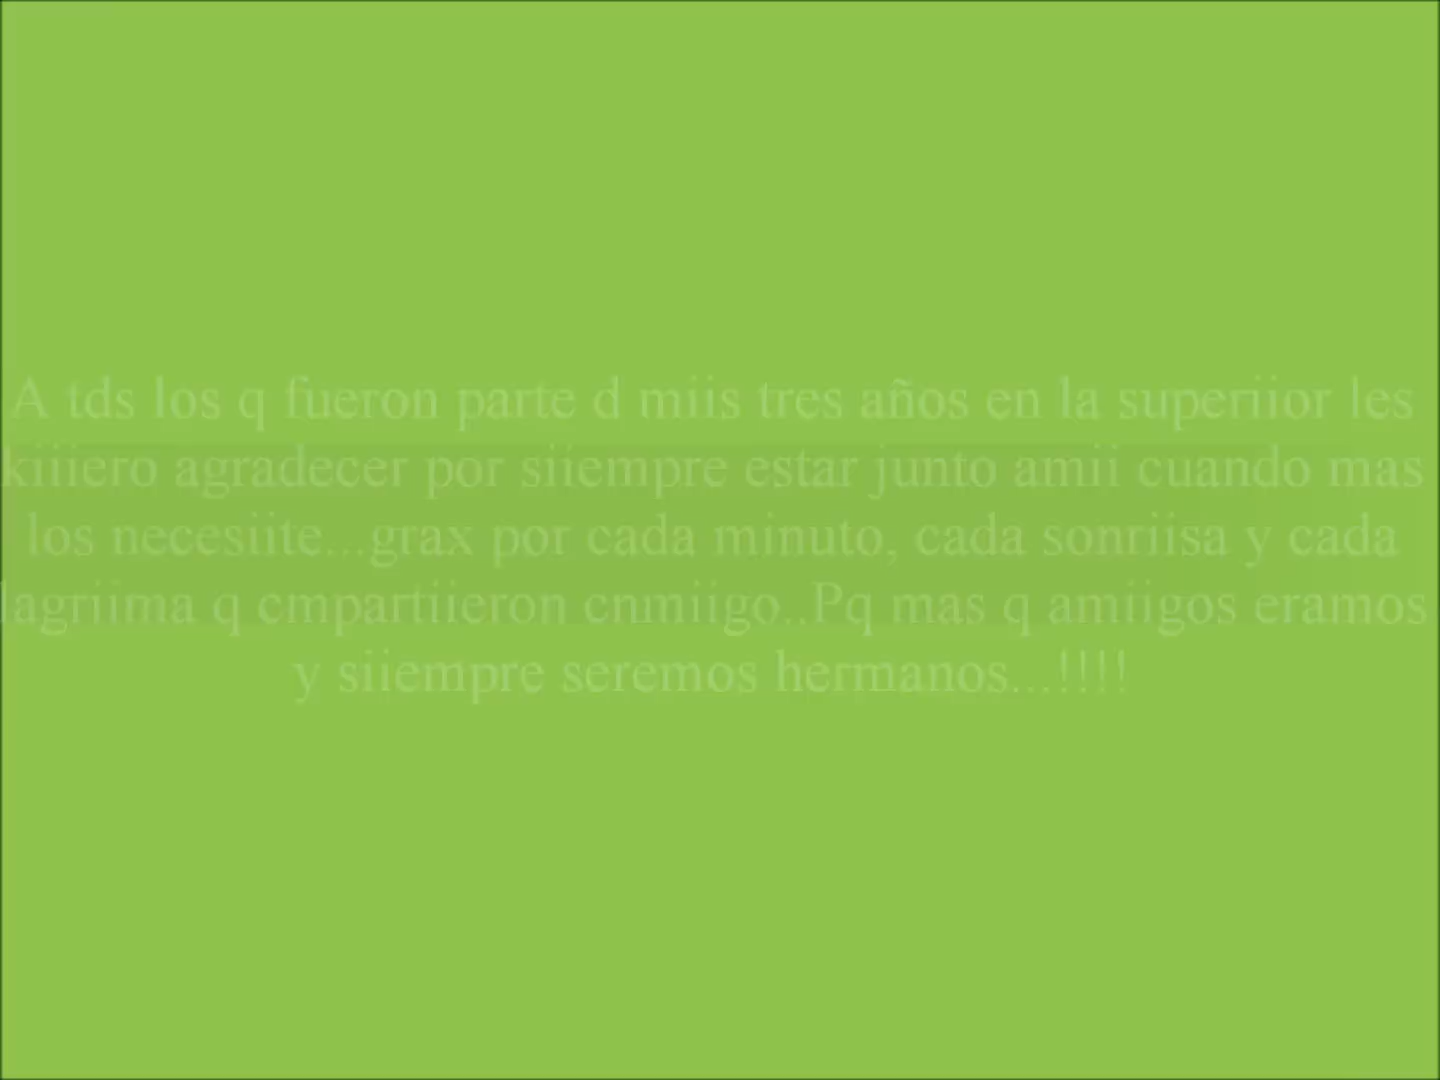 A tds los q fueron parte d miis tres años en la superiior les
kiiiero agradecer por siiempre estar junto amii cuando mas
los necesiite...grax por cada minuto, cada sonriisa y cada
lagriima q cmpartiieron cnmiigo..Pq mas q amiigos eramos
y siiempre seremos hermanos...!!!!